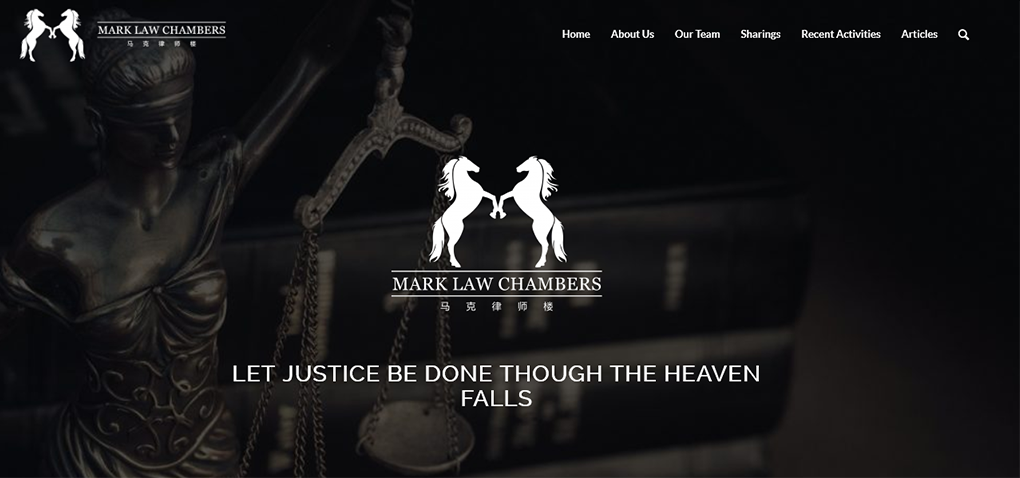 MARK LAW CHAMBERS
马克律师楼
Home
About Us
Our Team
Sharings
Recent Activities
Articles
MARK LAW CHAMBERS
马克律师楼
LET JUSTICE BE DONE THOUGH THE HEAVEN
FALLS